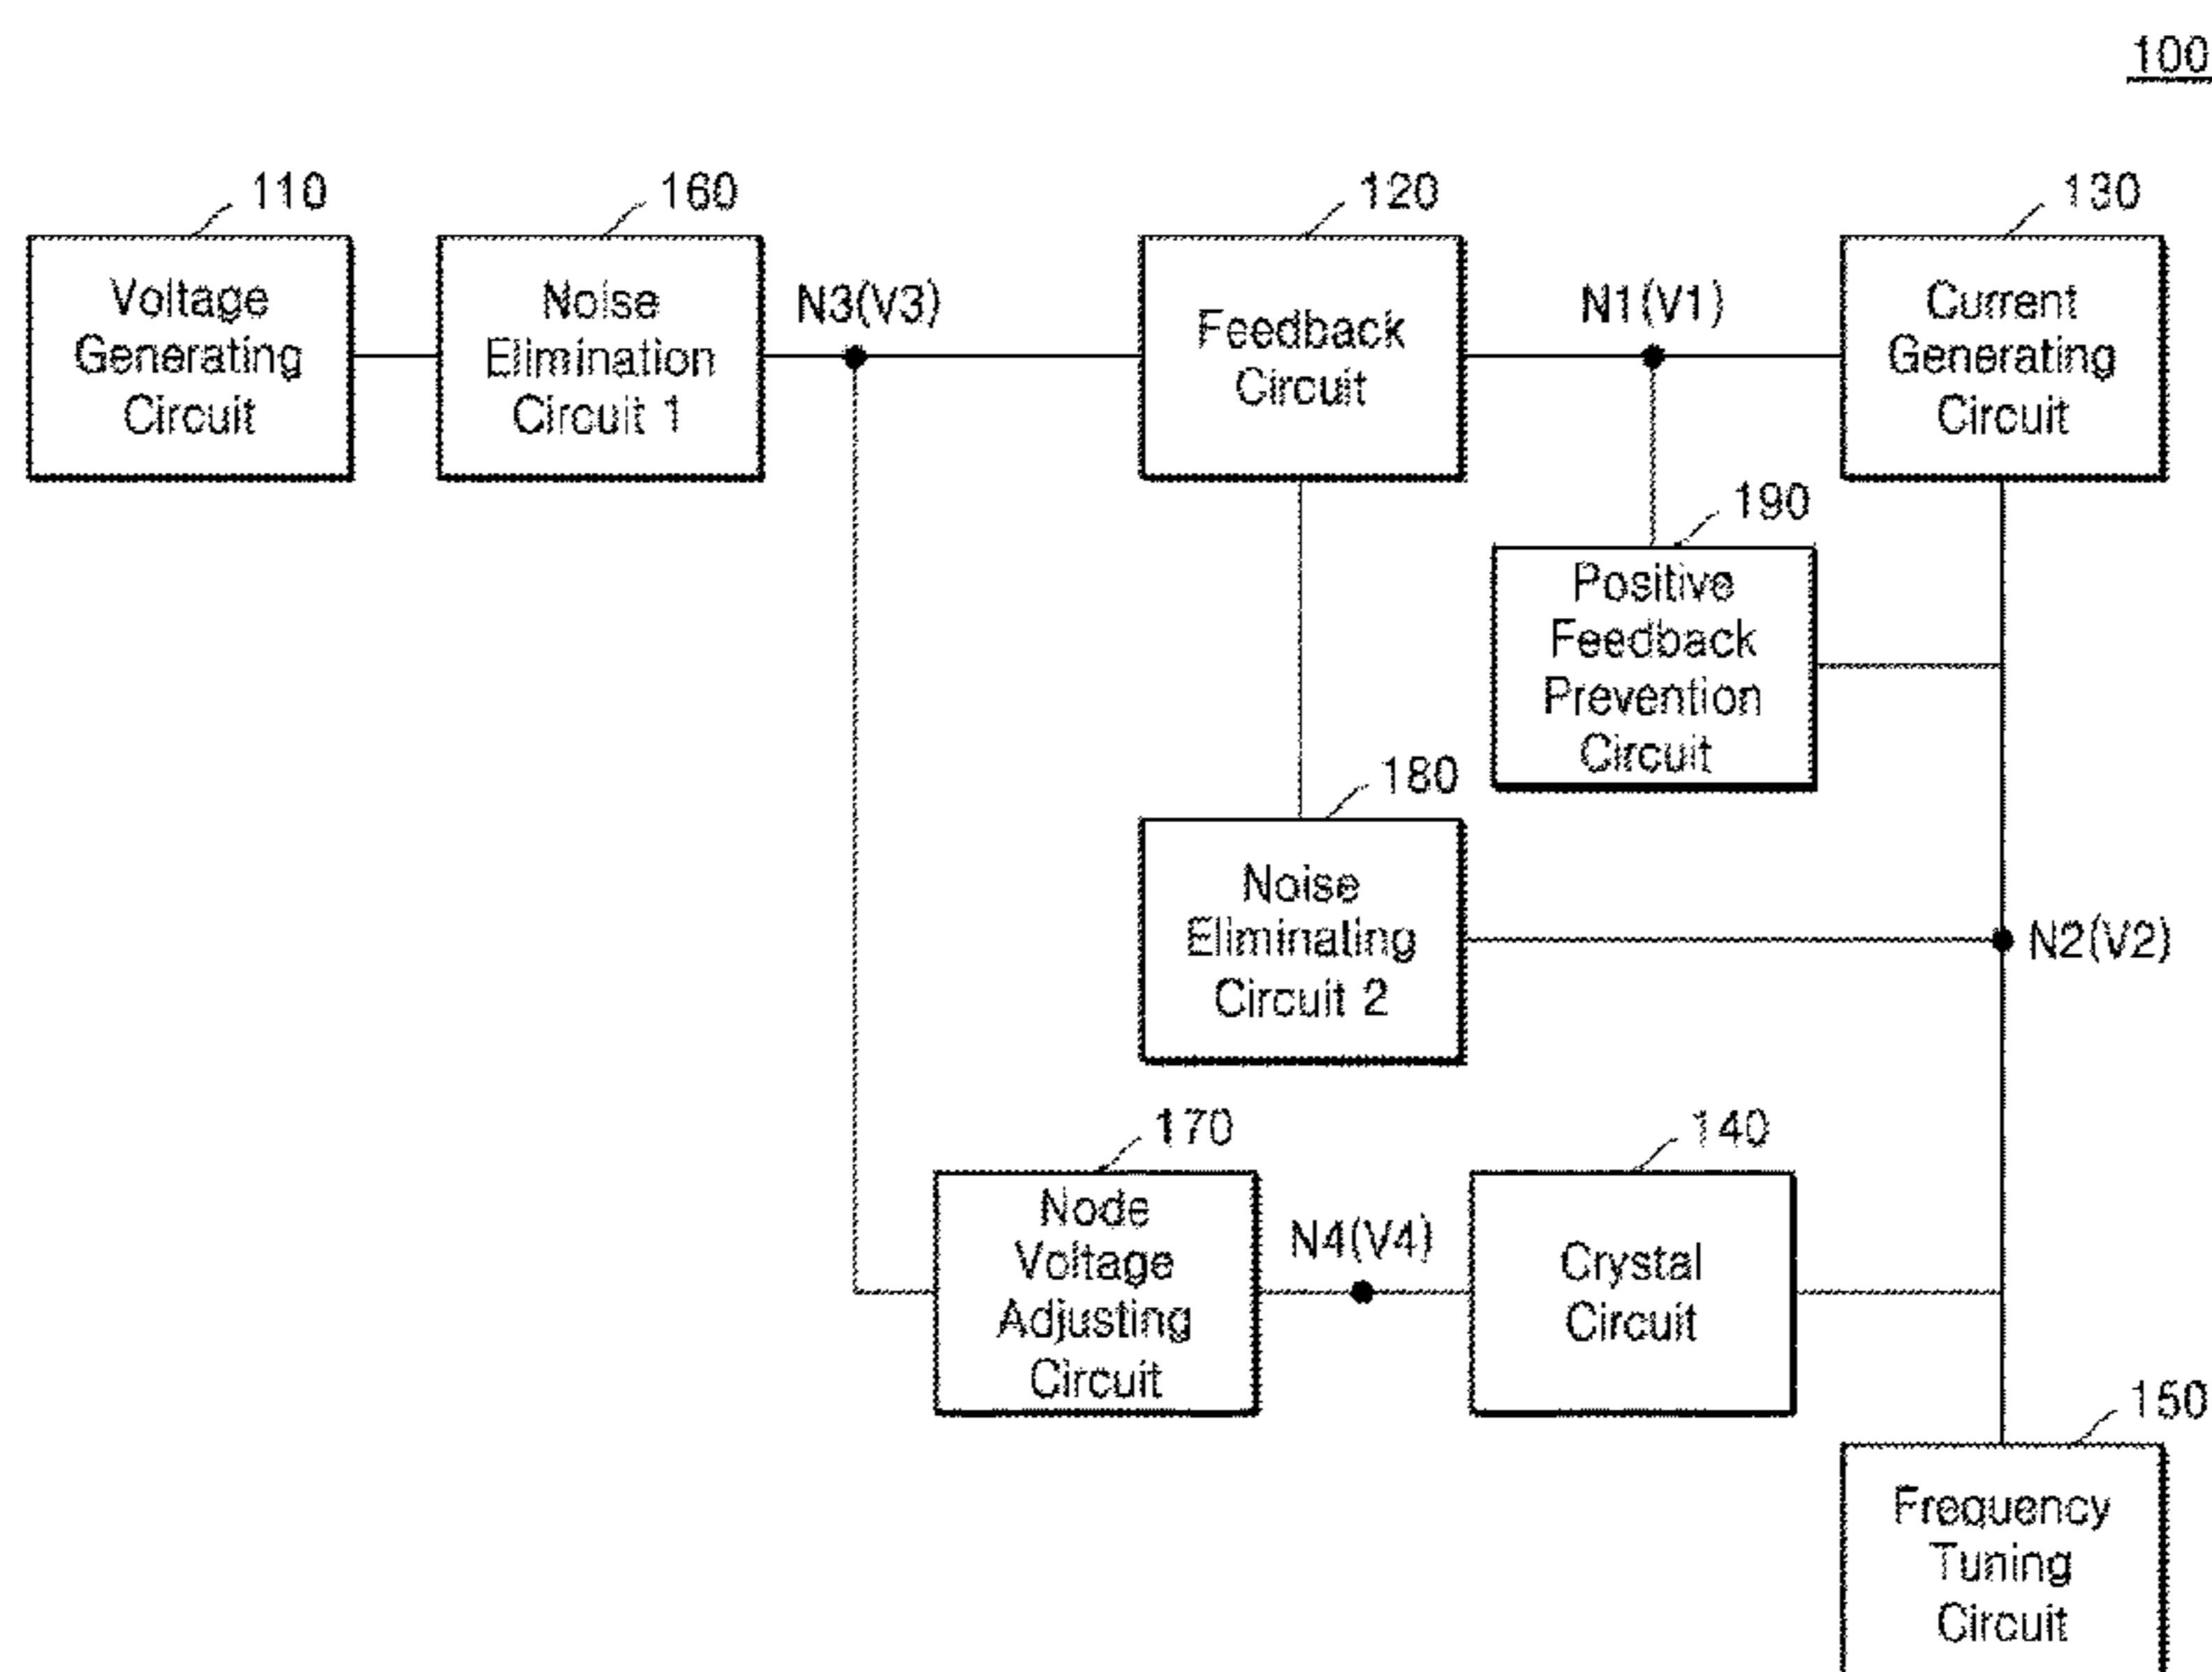 100
110
160
120
130
Voltage
Generating
Circuit
Noise
Elimination
Circuit 1
N3(V3)
Feedback
Circuit
N1(V1)
Current
Generating
Circuit
190
Positive
Feedback
Prevention
Circuit
180
Noise
Eliminating
Circuit 2
N2(V2)
170
140
Node
Voltage
Adjusting
Circuit
N4(V4)
Crystal
Circuit
150
Frequency
Tuning
Circuit